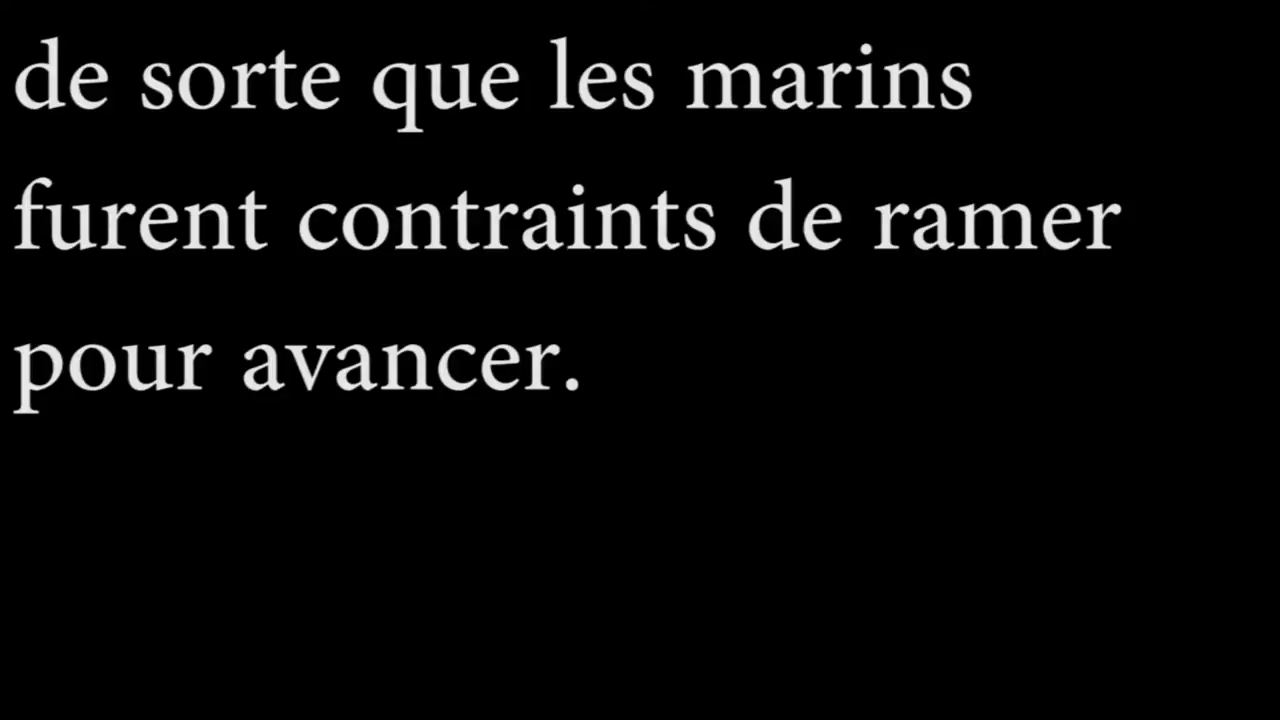 de sorte que les marins
furent contraints de ramer
pour avancer.